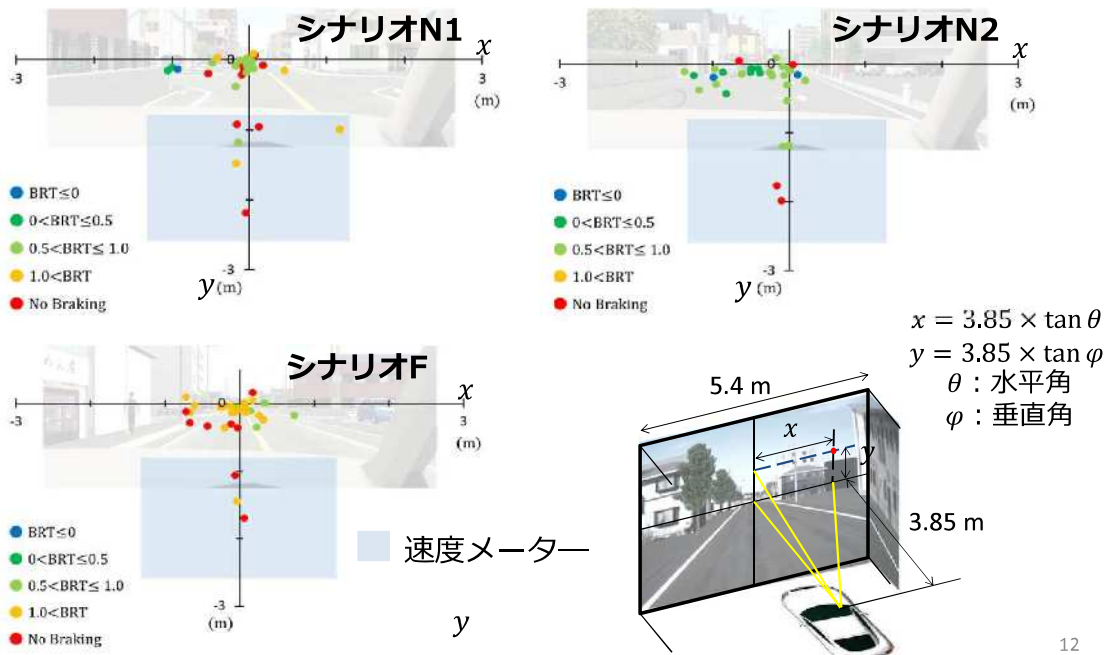 シナリオN1
x
-3
0
3
(m)
BRT≤0
0<BRT≤0.5
0.5<BRT≤ 1.0
1.0<BRT
No Braking
-3
y
(m)
シナリオN2
x
-3
0
3
(m)
BRT≤0
0<BRT≤0.5
0.5<BRT≤ 1.0
1.0<BRT
No Braking
-3
y
(m)
シナリオF
x
-3
0
3
(m)
BRT≤0
0<BRT≤0.5
0.5<BRT≤ 1.0
1.0<BRT
No Braking
-3
(m)
y
速度メーター
x = 3.85 × tan θ
y = 3.85 × tan φ
θ：水平角
φ：垂直角
5.4 m
x
y
3.85 m
12